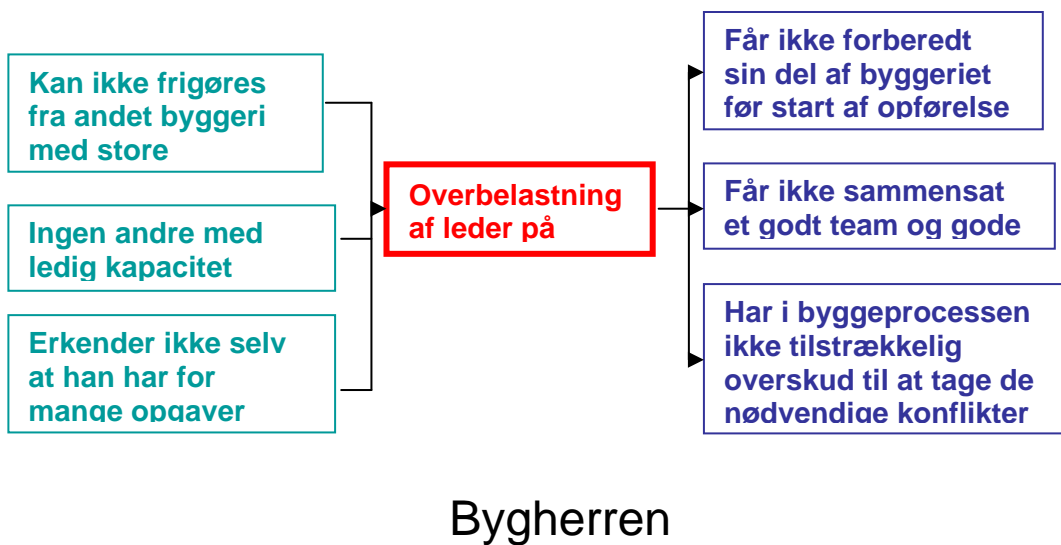 Kan ikke frigøres
fra andet byggeri
med store
Ingen andre med
ledig kapacitet
Erkender ikke selv
at han har for
mange opgaver
Overbelastning
af leder på
Får ikke forberedt
sin del af byggeriet
før start af opførelse
Får ikke sammensat
et godt team og gode
Har i byggeprocessen
ikke tilstrækkelig
overskud til at tage de
nødvendige konflikter
Bygherren